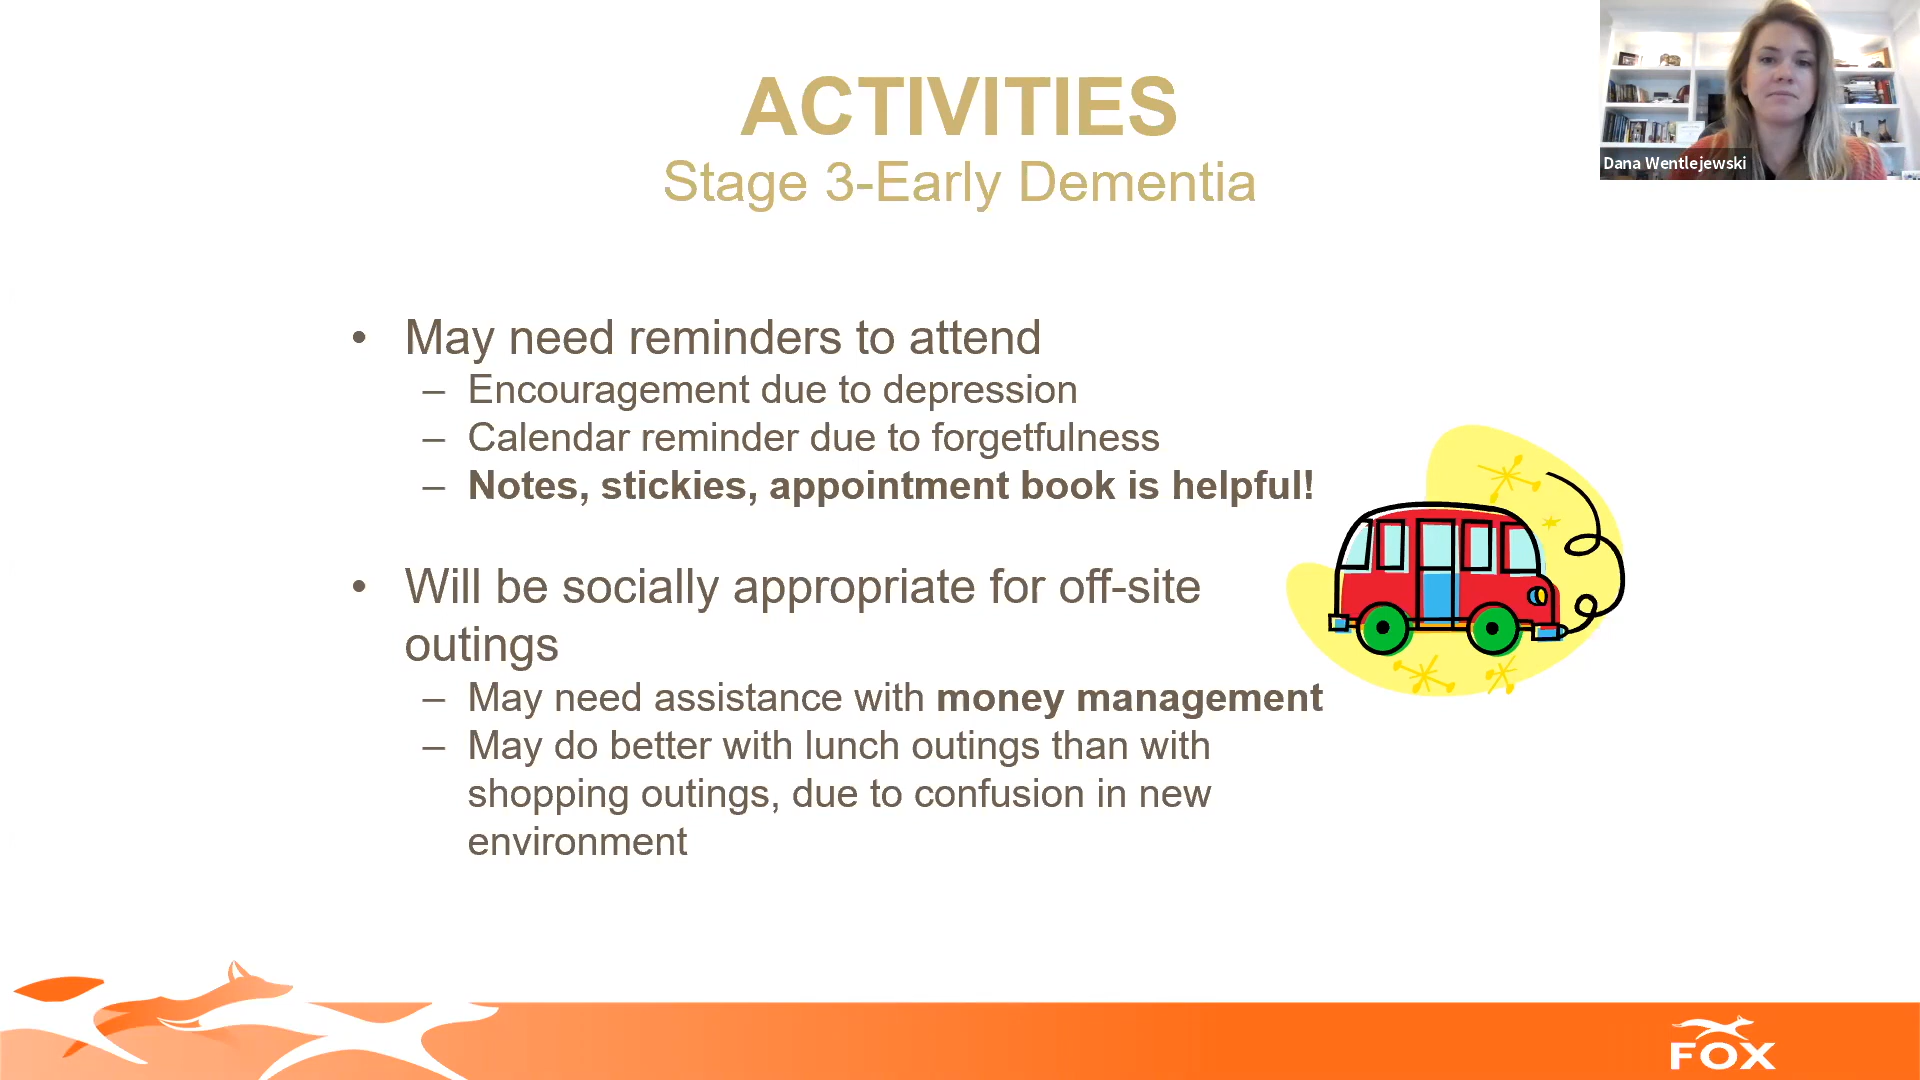 ACTIVITIES
Stage 3-Early Dementia
Dana Wentlejewski
• May need reminders to attend
– Encouragement due to depression
– Calendar reminder due to forgetfulness
– Notes, stickies, appointment book is helpful!
• Will be socially appropriate for off-site
outings
– May need assistance with money management
– May do better with lunch outings than with
shopping outings, due to confusion in new
environment
FOX